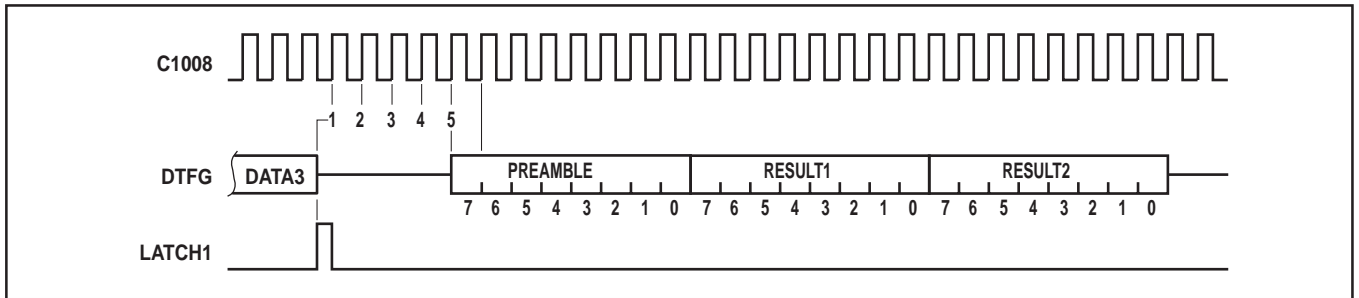 C1008
1 2 3 4 5
DTFG DATA3 PREAMBLE RESULT1 RESULT2
7 6 5 4 3 2 1 0 7 6 5 4 3 2 1 0 7 6 5 4 3 2 1 0
LATCH1